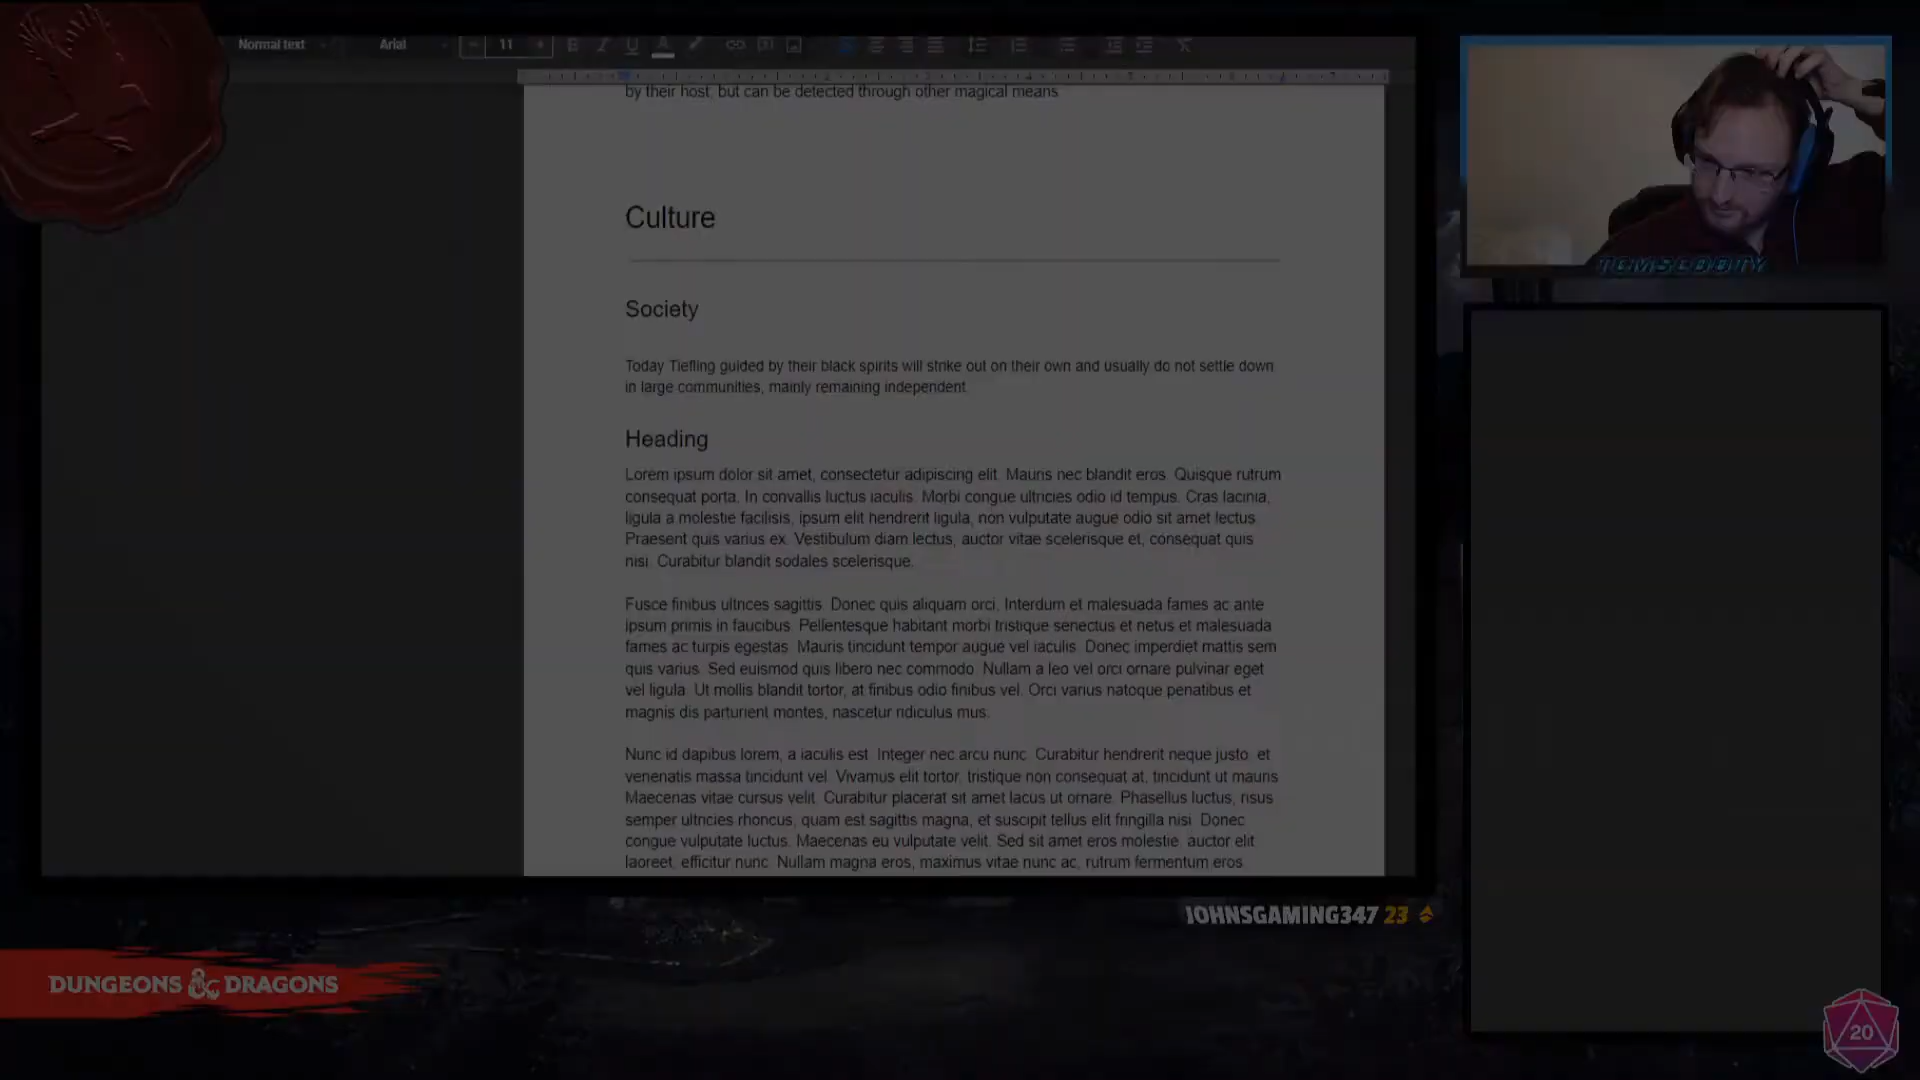 Normal text
Arial
11
by their host, but can be detected through other magical means
Culture
Society
Today Tiefling guided by their black spirits will strike out on their own and usually do not settle down
in large communities, mainly remaining independent.
Heading
Lorem ipsum dolor sit amet, consectetur adipiscing elit. Mauris nec blandit eros. Quisque rutrum
consequat porta. In convallis luctus iaculis. Morbi congue ultricies odio id tempus. Cras lacinia,
ligula a molestie facilisis, ipsum elit hendrerit ligula, non vulputate augue odio sit amet lectus.
Praesent quis varius ex. Vestibulum diam lectus, auctor vitae scelerisque et, consequat quis
nisi. Curabitur blandit sodales scelerisque.
Fusce finibus ultrices sagittis. Donec quis aliquam orci. Interdum et malesuada fames ac ante
ipsum primis in faucibus. Pellentesque habitant morbi tristique senectus et netus et malesuada
fames ac turpis egestas. Mauris tincidunt tempor augue vel iaculis. Donec imperdiet mattis sem
quis varius. Sed euismod quis libero nec commodo. Nullam a leo vel orci ornare pulvinar eget
vel ligula. Ut mollis blandit tortor, at finibus odio finibus vel. Orci varius natoque penatibus et
magnis dis parturient montes, nascetur ridiculus mus.
Nunc id dapibus lorem, a iaculis est. Integer nec arcu nunc. Curabitur hendrerit neque justo, et
venenatis massa tincidunt vel. Vivamus elit tortor, tristique non consequat at, tincidunt ut mauris.
Maecenas vitae cursus velit. Curabitur placerat sit amet lacus ut ornare. Phasellus luctus, risus
semper ultricies rhoncus, quam est sagittis magna, et suscipit tellus elit fringilla nisi. Donec
congue vulputate luctus. Maecenas eu vulputate velit. Sed sit amet eros molestie, auctor elit
laoreet, efficitur nunc. Nullam magna eros, maximus vitae nunc ac, rutrum fermentum eros
TCMSCOOTY
JOHNSGAMING347 23
DUNGEONS & DRAGONS
20